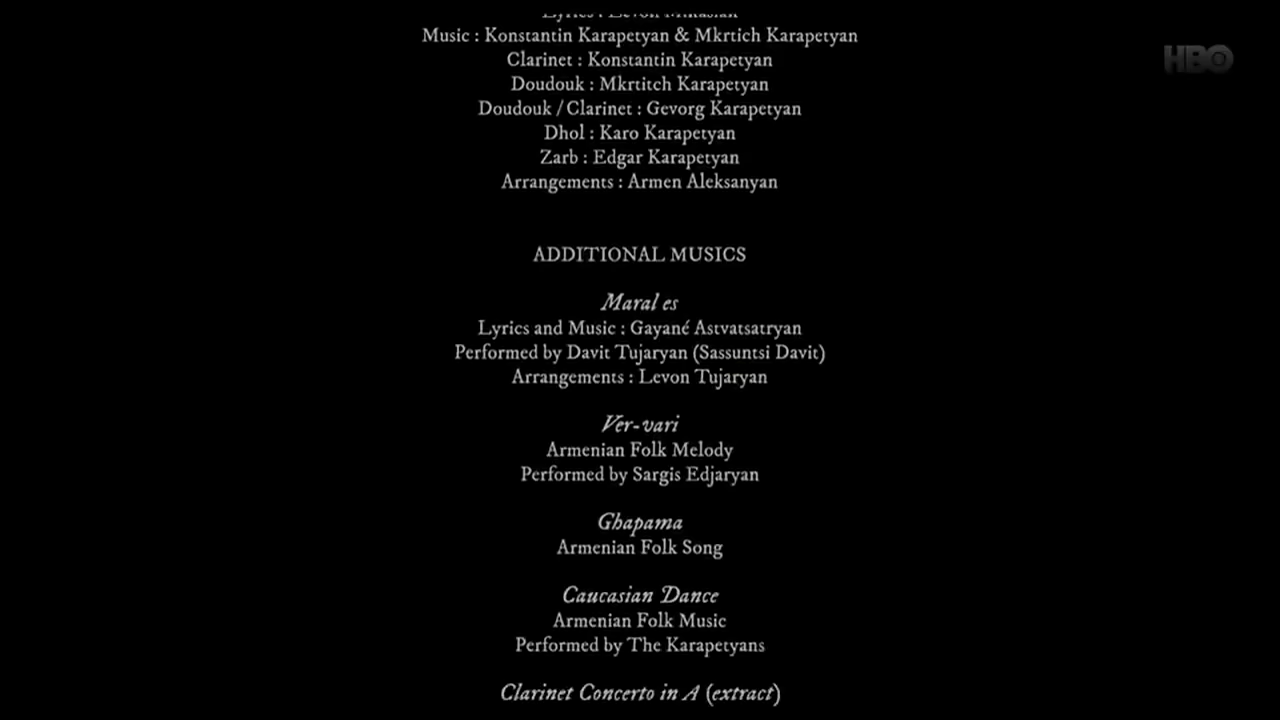 Music : Konstantin Karapetyan & Mkrtich Karapetyan
HBO
Clarinet : Konstantin Karapetyan
Doudouk : Mkrtitch Karapetyan
Doudouk / Clarinet : Gevorg Karapetyan
Dhol : Karo Karapetyan
Zarb : Edgar Karapetyan
Arrangements : Armen Aleksanyan
ADDITIONAL MUSICS
Maral es
Lyrics and Music : Gayané Astvatsatryan
Performed by Davit Tujaryan (Sassuntsi Davit)
Arrangements : Levon Tujaryan
Ver-vari
Armenian Folk Melody
Performed by Sargis Edjaryan
Ghapama
Armenian Folk Song
Caucasian Dance
Armenian Folk Music
Performed by The Karapetyans
Clarinet Concerto in A (extract)